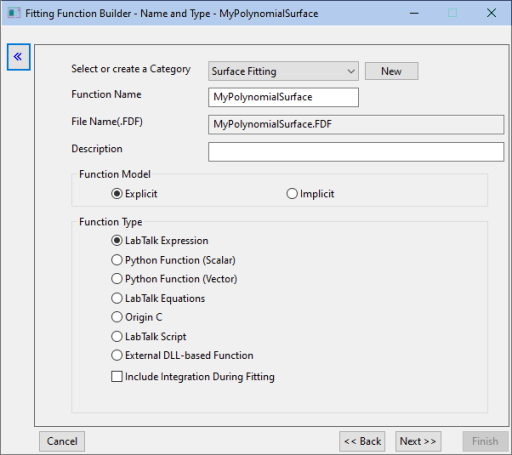 Fitting Function Builder - Name and Type - MyPolynomialSurface
«
Select or create a Category Surface Fitting New
Function Name MyPolynomialSurface
File Name(.FDF) MyPolynomialSurface.FDF
Description
Function Model
Explicit Implicit
Function Type
LabTalk Expression
Python Function (Scalar)
Python Function (Vector)
LabTalk Equations
Origin C
LabTalk Script
External DLL-based Function
Include Integration During Fitting
Cancel << Back Next >> Finish